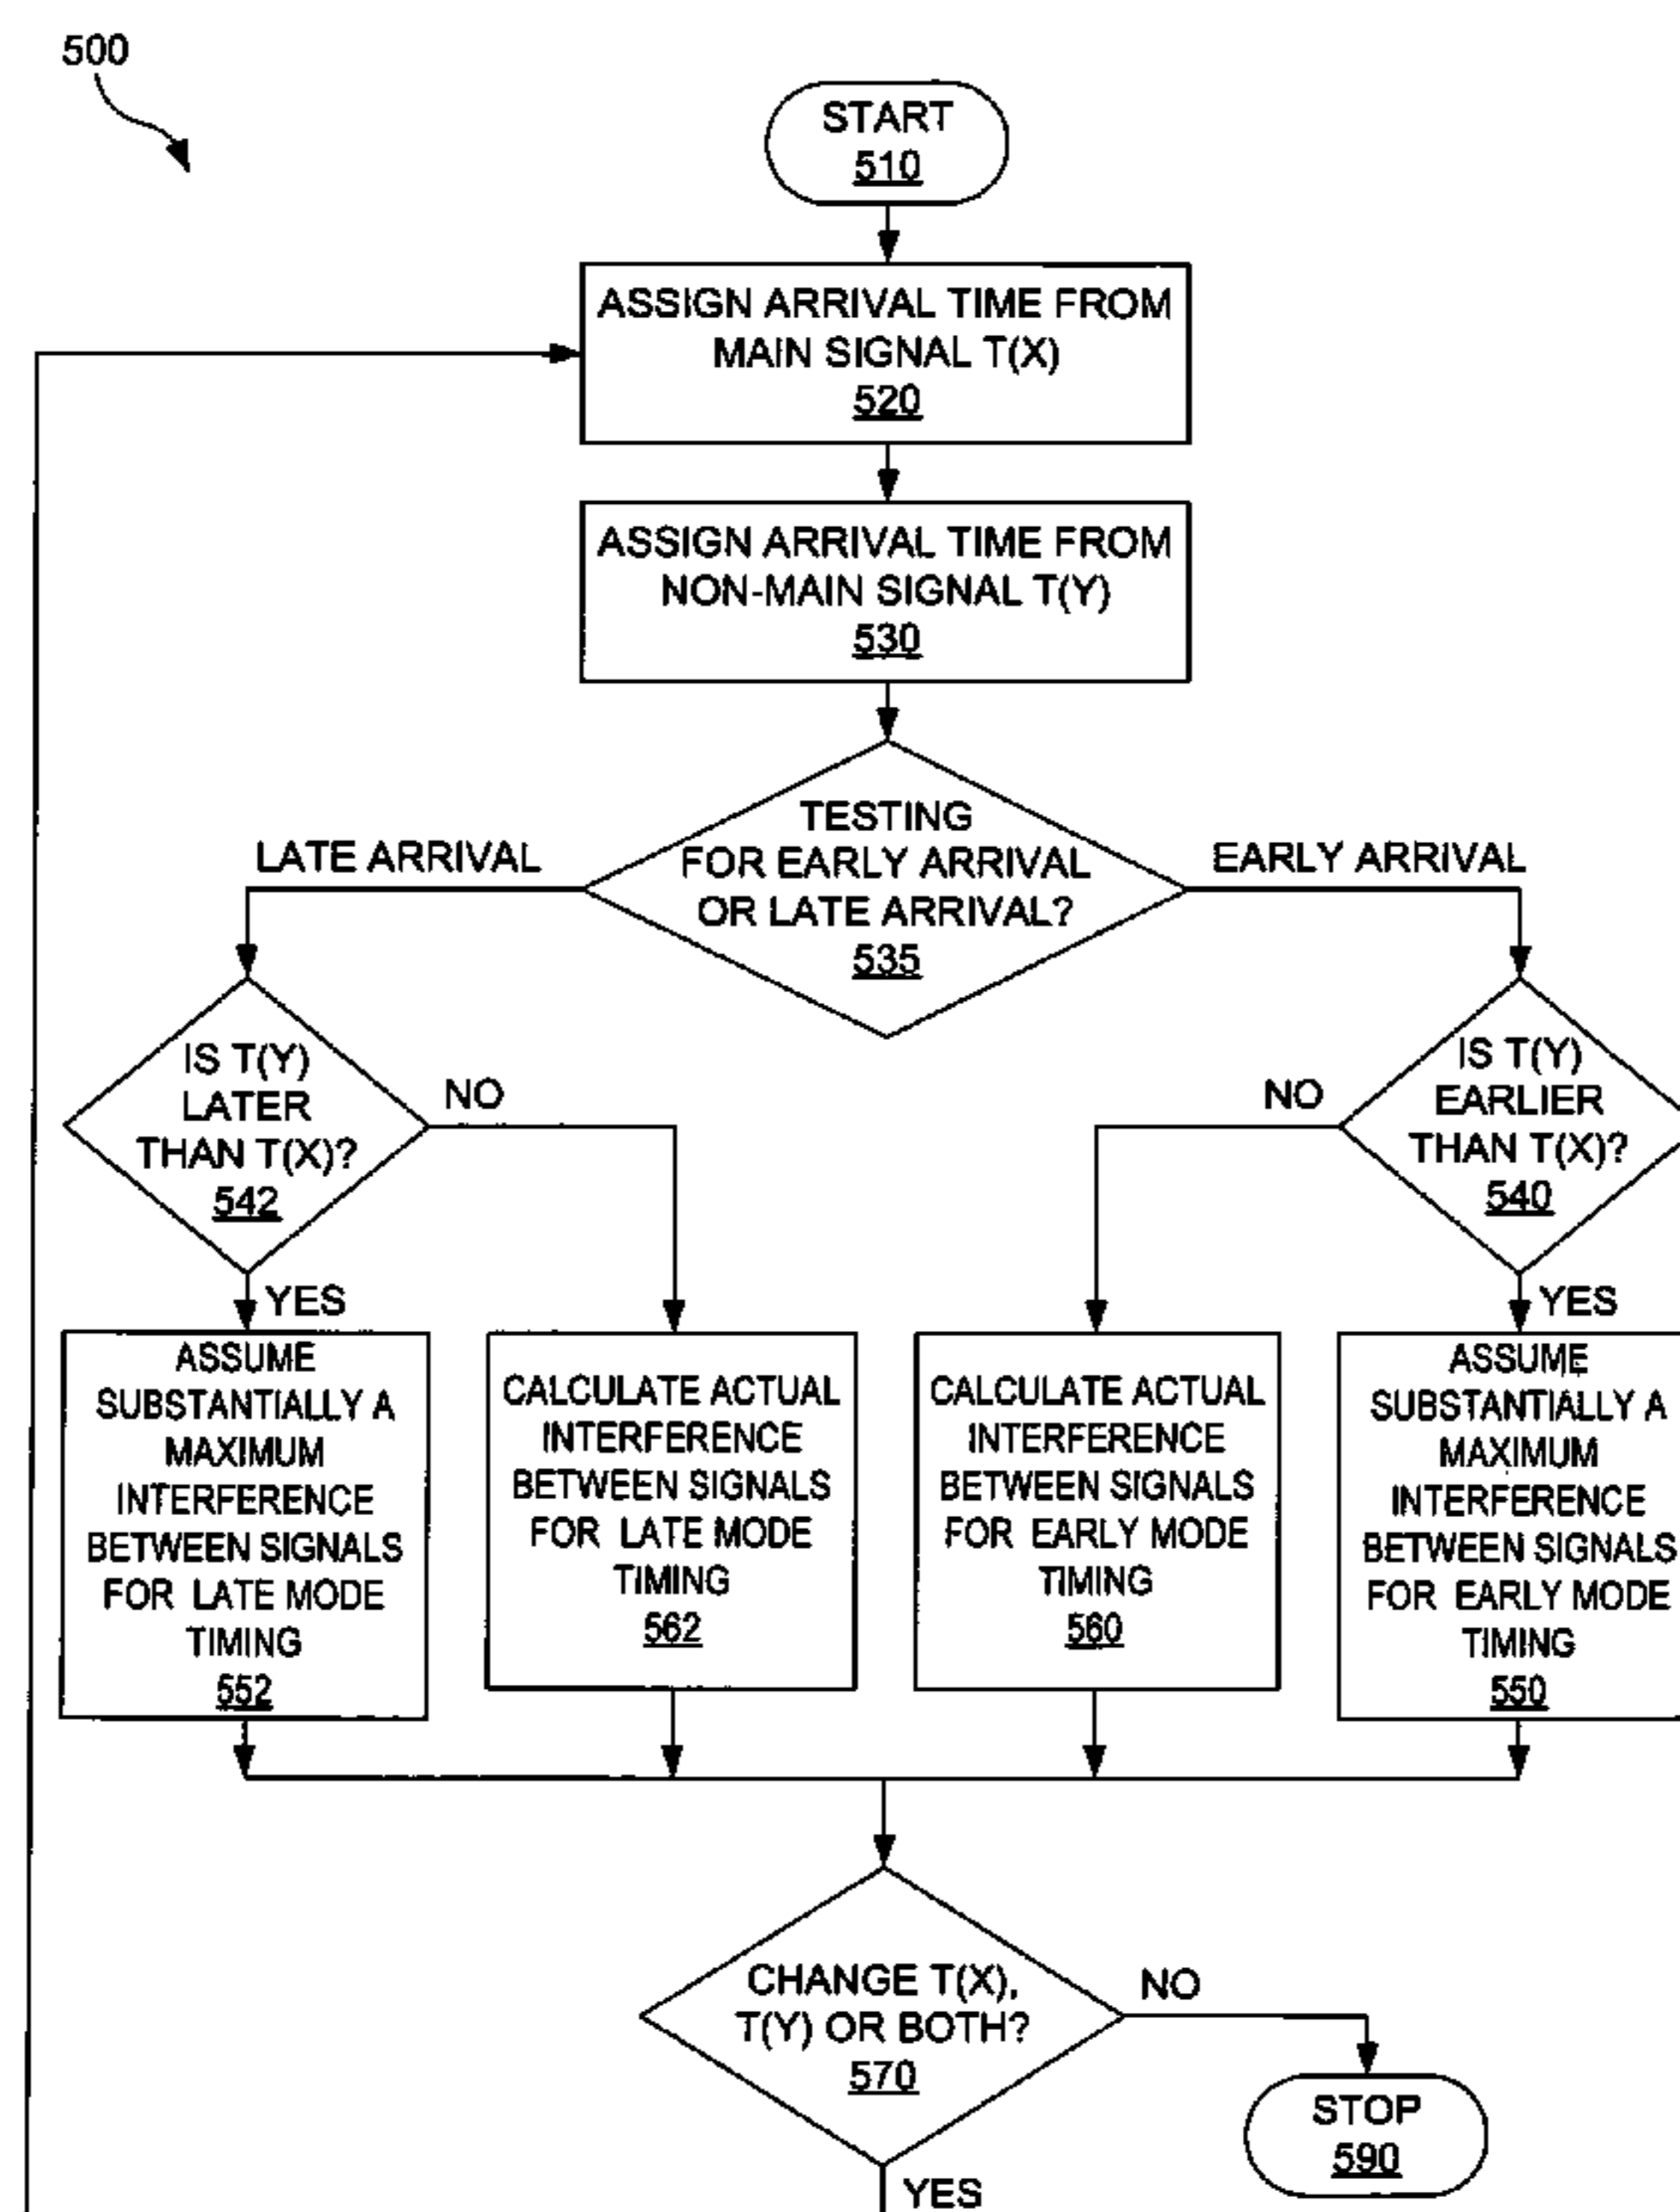 500
START
510
ASSIGN ARRIVAL TIME FROM
MAIN SIGNAL T(X)
520
ASSIGN ARRIVAL TIME FROM
NON-MAIN SIGNAL T(Y)
530
TESTING
FOR EARLY ARRIVAL
OR LATE ARRIVAL?
535
LATE ARRIVAL
EARLY ARRIVAL
IS T(Y)
LATER
THAN T(X)?
542
NO
YES
NO
IS T(Y)
EARLIER
THAN T(X)?
540
YES
ASSUME
SUBSTANTIALLY A
MAXIMUM
INTERFERENCE
BETWEEN SIGNALS
FOR LATE MODE
TIMING
552
CALCULATE ACTUAL
INTERFERENCE
BETWEEN SIGNALS
FOR LATE MODE
TIMING
562
CALCULATE ACTUAL
INTERFERENCE
BETWEEN SIGNALS
FOR EARLY MODE
TIMING
560
ASSUME
SUBSTANTIALLY A
MAXIMUM
INTERFERENCE
BETWEEN SIGNALS
FOR EARLY MODE
TIMING
550
CHANGE T(X),
T(Y) OR BOTH?
570
NO
STOP
590
YES